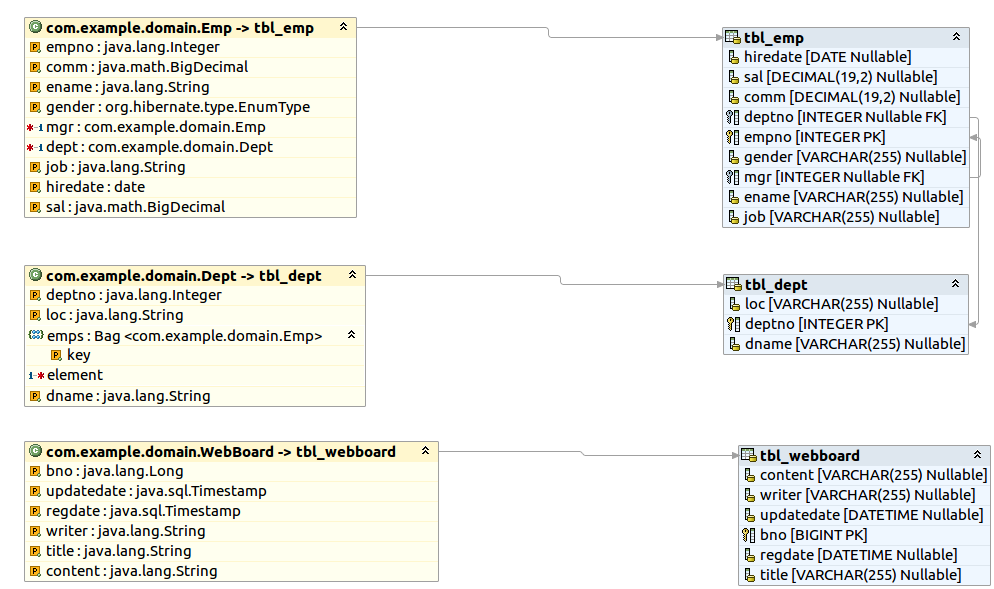 com.example.domain.Emp -> tbl_emp
empno : java.lang.Integer
comm : java.math.BigDecimal
ename : java.lang.String
gender : org.hibernate.type.EnumType
mgr : com.example.domain.Emp
dept : com.example.domain.Dept
job : java.lang.String
hiredate : date
sal : java.math.BigDecimal
tbl_emp
hiredate [DATE Nullable]
sal [DECIMAL(19,2) Nullable]
comm [DECIMAL(19,2) Nullable]
deptno [INTEGER Nullable FK]
empno [INTEGER PK]
gender [VARCHAR(255) Nullable]
mgr [INTEGER Nullable FK]
ename [VARCHAR(255) Nullable]
job [VARCHAR(255) Nullable]
com.example.domain.Dept -> tbl_dept
deptno : java.lang.Integer
loc : java.lang.String
emps : Bag <com.example.domain.Emp>
key
element
dname : java.lang.String
tbl_dept
loc [VARCHAR(255) Nullable]
deptno [INTEGER PK]
dname [VARCHAR(255) Nullable]
com.example.domain.WebBoard -> tbl_webboard
bno : java.lang.Long
updatedate : java.sql.Timestamp
regdate : java.sql.Timestamp
writer : java.lang.String
title : java.lang.String
content : java.lang.String
tbl_webboard
content [VARCHAR(255) Nullable]
writer [VARCHAR(255) Nullable]
updatedate [DATETIME Nullable]
bno [BIGINT PK]
regdate [DATETIME Nullable]
title [VARCHAR(255) Nullable]